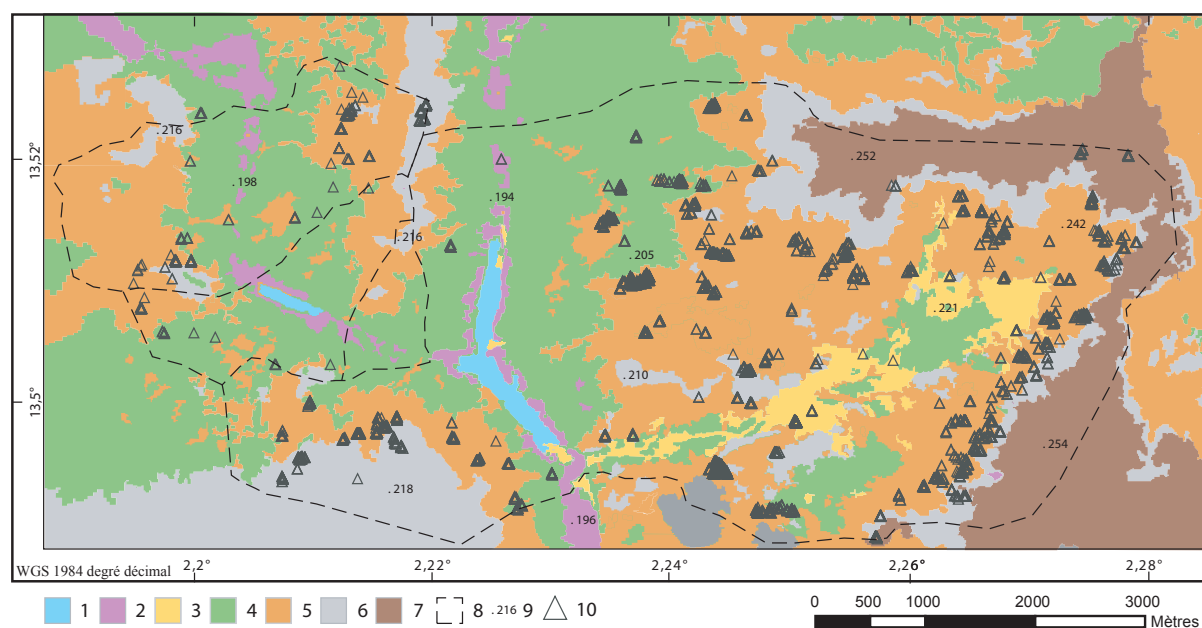 .216
.252
13,52°
.198
.194
.216
.242
.205
.221
.210
13,5°
.254
.218
.196
WGS 1984 degré décimal
2,2° 2,22° 2,24° 2,26° 2,28°
1 2 3 4 5 6 7 8 .216 9 10
0 500 1000 2000 3000
Mètres